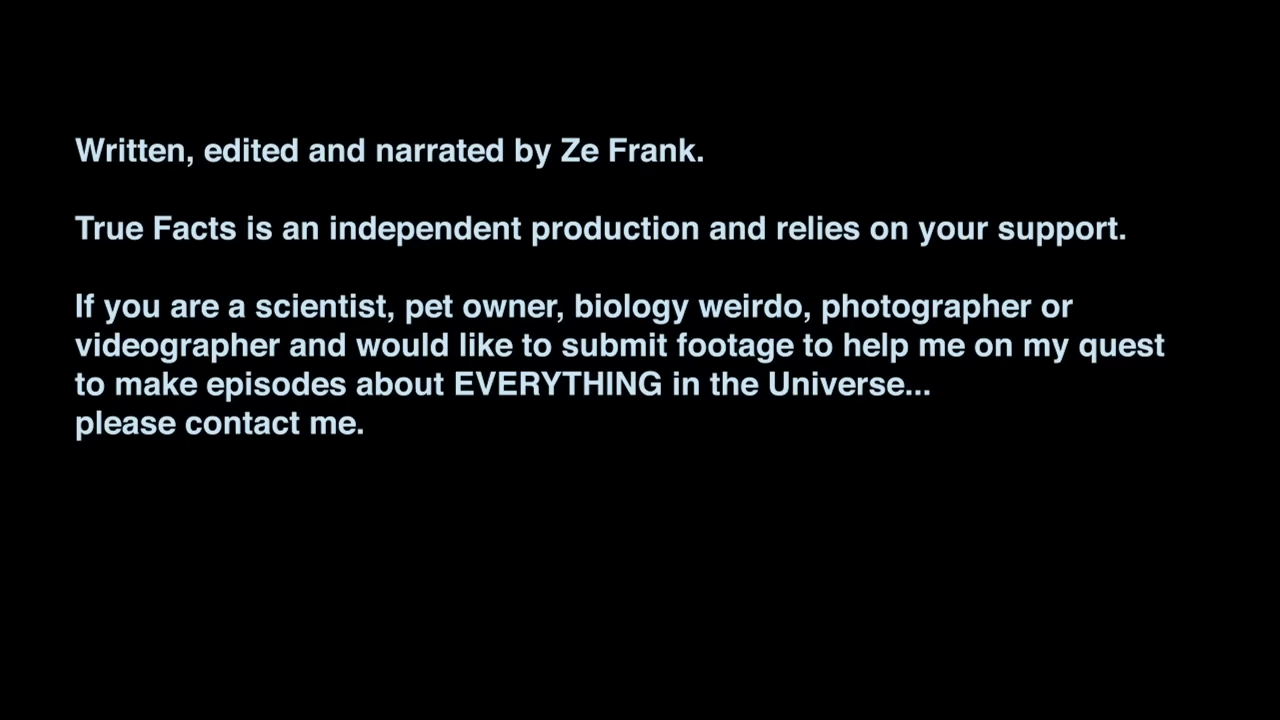 Written, edited and narrated by Ze Frank.
True Facts is an independent production and relies on your support.
If you are a scientist, pet owner, biology weirdo, photographer or
videographer and would like to submit footage to help me on my quest
to make episodes about EVERYTHING in the Universe...
please contact me.